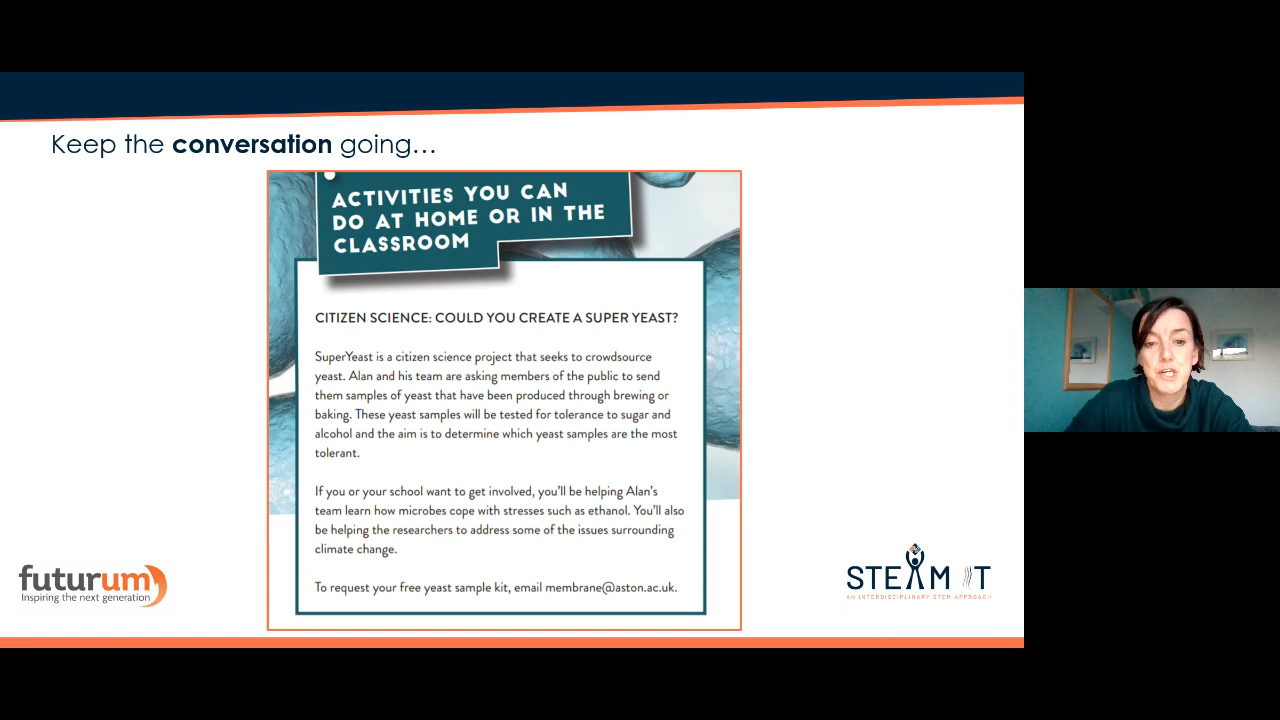 Keep the conversation going...
ACTIVITIES YOU CAN
DO AT HOME OR IN THE
CLASSROOM
CITIZEN SCIENCE: COULD YOU CREATE A SUPER YEAST?
SuperYeast is a citizen science project that seeks to crowdsource
yeast. Alan and his team are asking members of the public to send
them samples of yeast that have been produced through brewing or
baking. These yeast samples will be tested for tolerance to sugar and
alcohol and the aim is to determine which yeast samples are the most
tolerant.
If you or your school want to get involved, you'll be helping Alan's
team learn how microbes cope with stresses such as ethanol. You'll also
be helping the researchers to address some of the issues surrounding
climate change.
To request your free yeast sample kit, email membrane@aston.ac.uk.
futurum
Inspiring the next generation
STEAM IT
AN INTERDISCIPLINARY STEM APPROACH